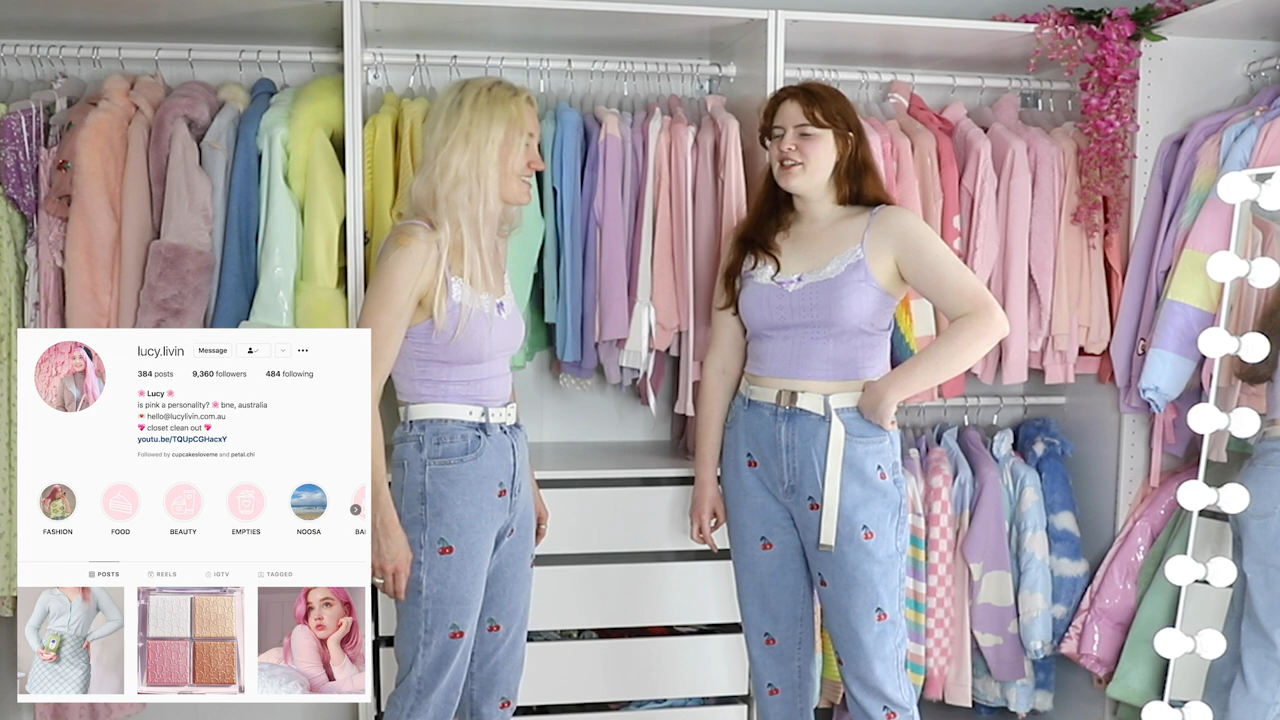 lucy.livin Message
384 posts 9,360 followers 484 following
Lucy
is pink a personality? bne, australia
hello@lucylivin.com.au
closet clean out
youtu.be/TQUpCGHacxY
Followed by cupcakesloveme and petal.chi
FASHION FOOD BEAUTY EMPTIES NOOSA BA
POSTS REELS IGTV TAGGED